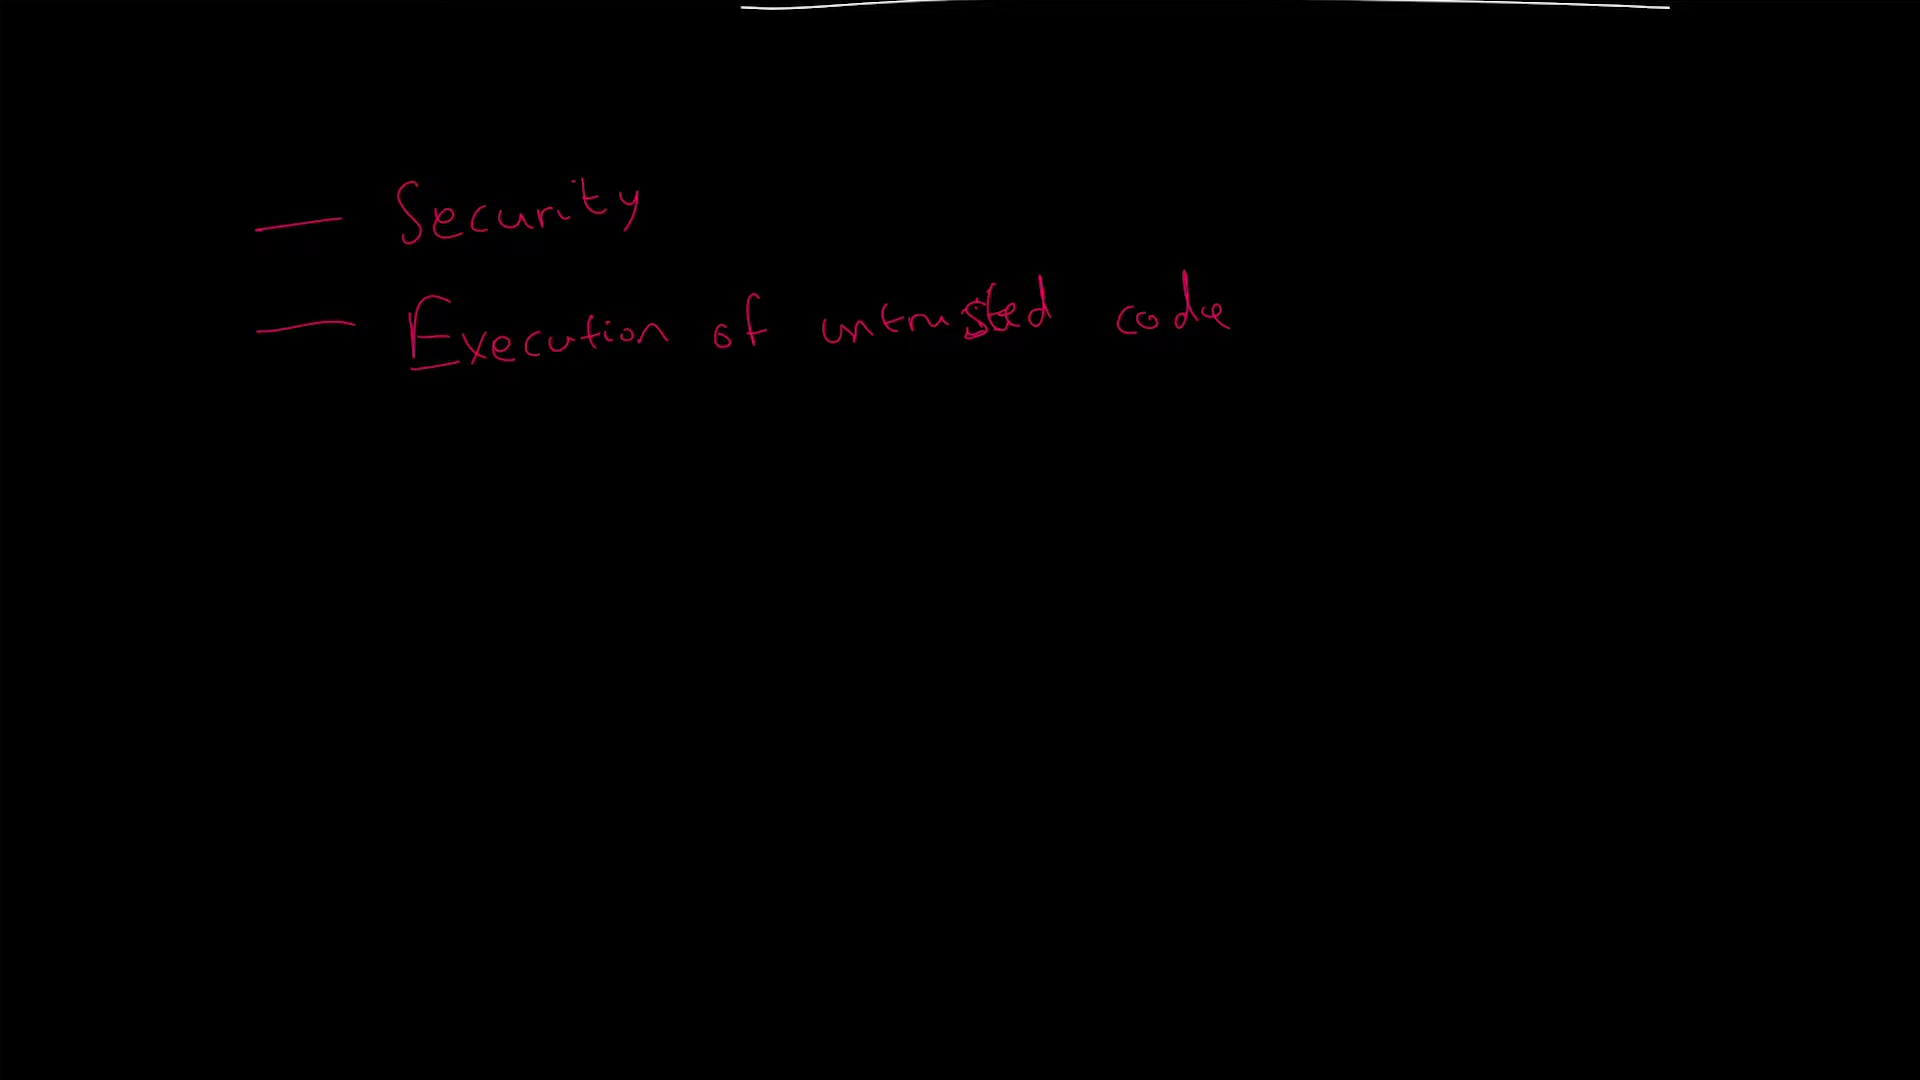 — Security
— Execution of untrusted code